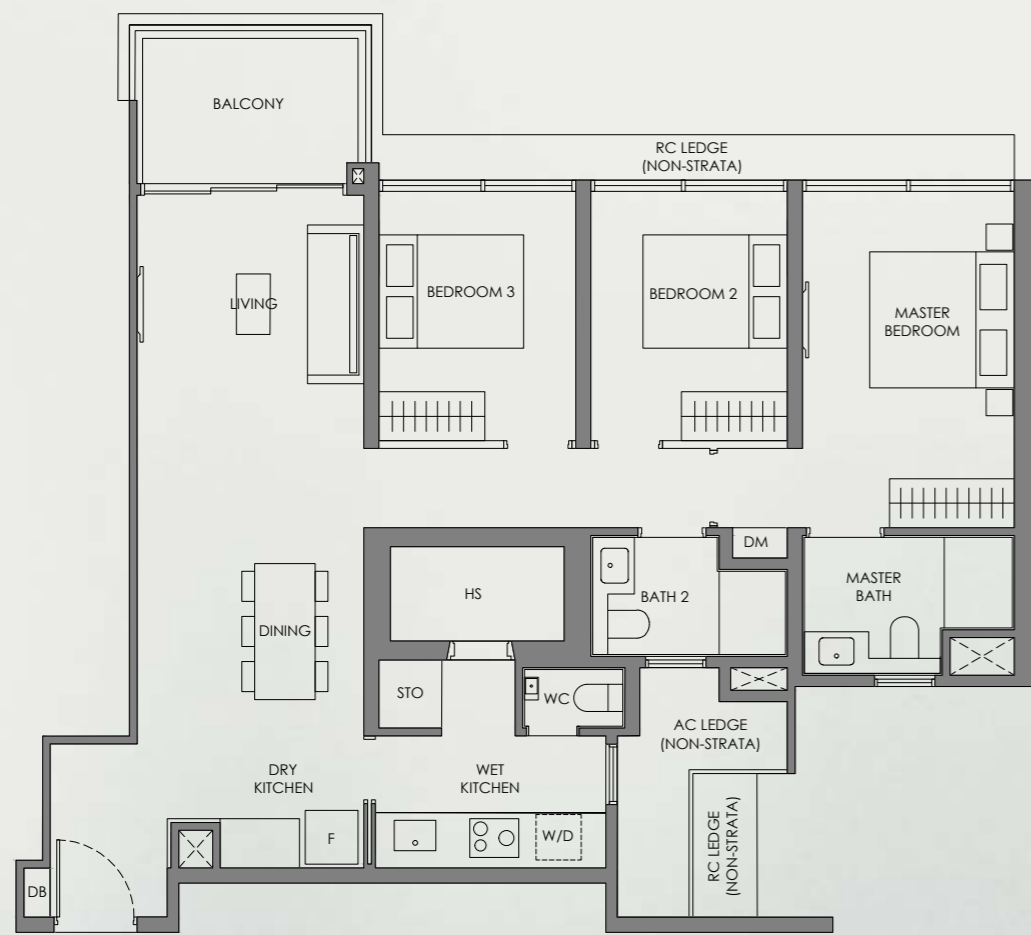 BALCONY
RC LEDGE
(NON-STRATA)
LIVING
BEDROOM 3
BEDROOM 2
MASTER
BEDROOM
HS
DM
BATH 2
MASTER
BATH
DINING
STO
WC
AC LEDGE
(NON-STRATA)
DRY
KITCHEN
WET
KITCHEN
F
W/D
RC LEDGE
(NON-STRATA)
DB